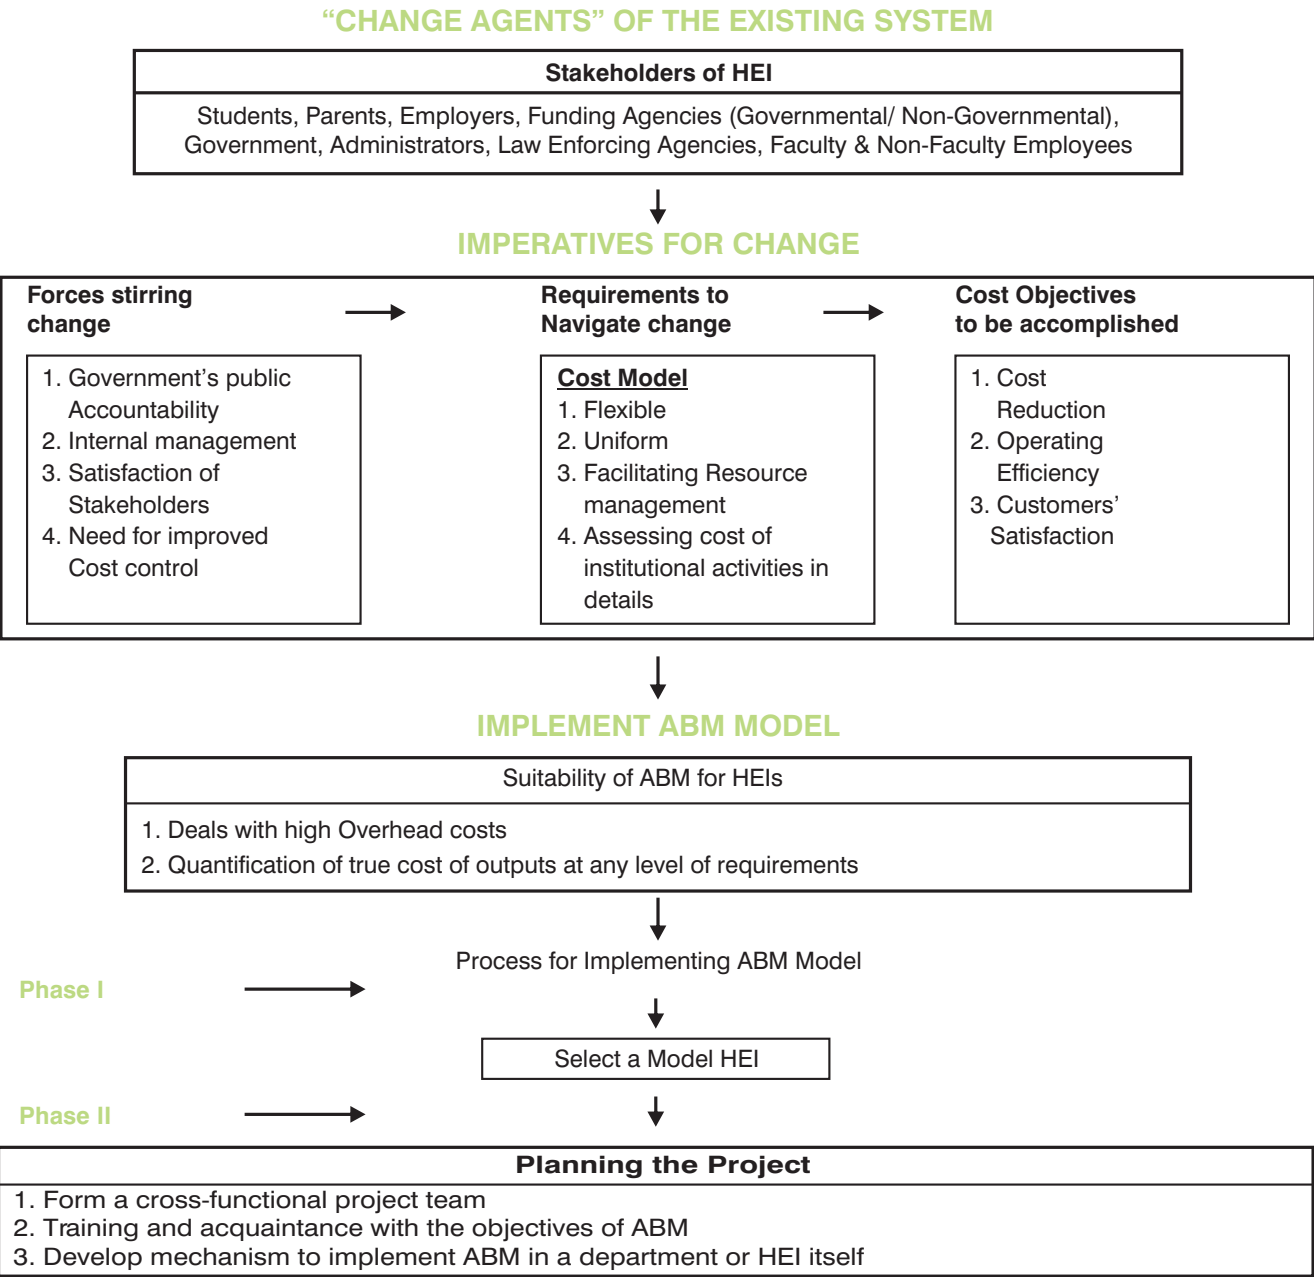 “CHANGE AGENTS” OF THE EXISTING SYSTEM
Stakeholders of HEI
Students, Parents, Employers, Funding Agencies (Governmental/ Non-Governmental),
Government, Administrators, Law Enforcing Agencies, Faculty & Non-Faculty Employees
IMPERATIVES FOR CHANGE
Forces stirring
change
1. Government’s public
Accountability
2. Internal management
3. Satisfaction of
Stakeholders
4. Need for improved
Cost control
Requirements to
Navigate change
Cost Model
1. Flexible
2. Uniform
3. Facilitating Resource
management
4. Assessing cost of
institutional activities in
details
Cost Objectives
to be accomplished
1. Cost
Reduction
2. Operating
Efficiency
3. Customers’
Satisfaction
IMPLEMENT ABM MODEL
Suitability of ABM for HEIs
1. Deals with high Overhead costs
2. Quantification of true cost of outputs at any level of requirements
Process for Implementing ABM Model
Phase I
Select a Model HEI
Phase II
Planning the Project
1. Form a cross-functional project team
2. Training and acquaintance with the objectives of ABM
3. Develop mechanism to implement ABM in a department or HEI itself